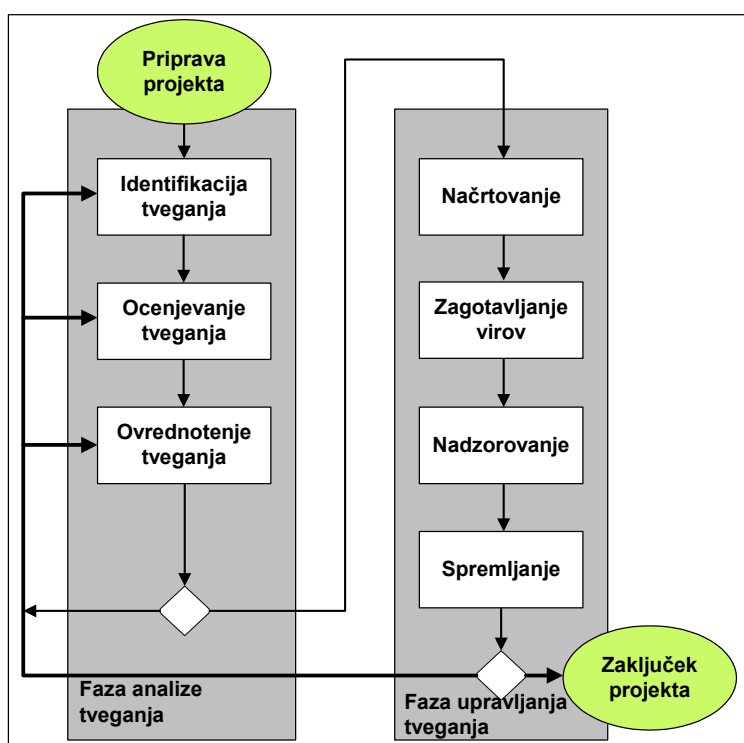 Priprava
projekta
Identifikacija
tveganja
Ocenjevanje
tveganja
Ovrednotenje
tveganja
Faza analize
tveganja
Načrtovanje
Zagotavljanje
virov
Nadzorovanje
Spremljanje
Faza upravljanja
tveganja
Zaključek
projekta